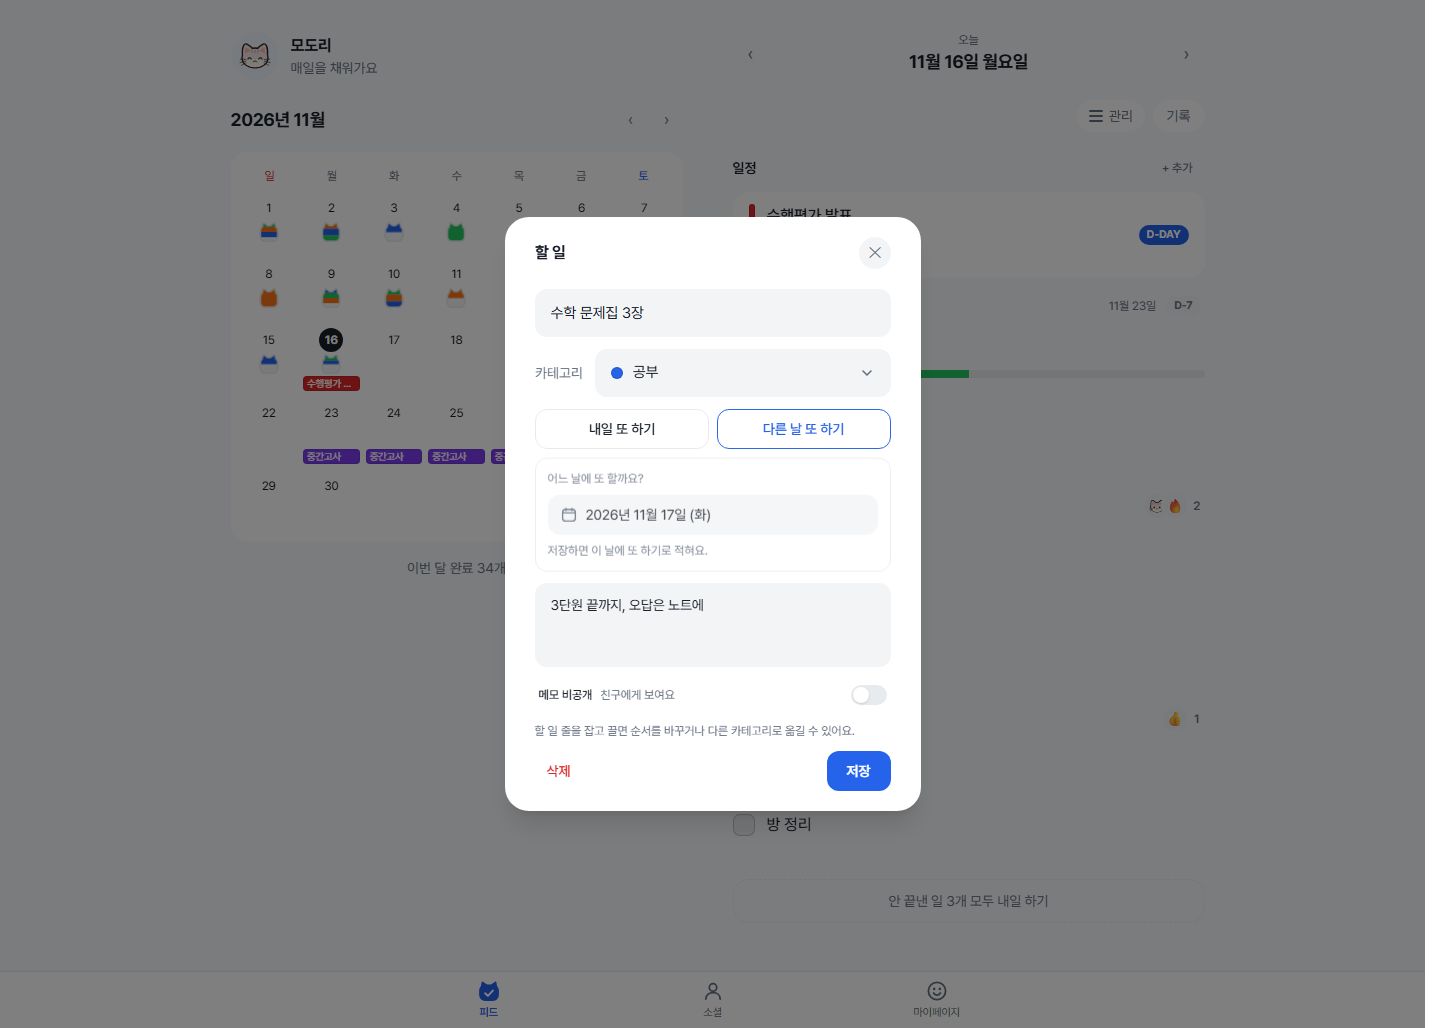 모도리
매일을 채워가요
오늘
11월 16일 월요일
2026년 11월
관리
기록
일 월 화 수 목 금 토
1 2 3 4 5 6 7
8 9 10 11
15 16 17 18
수행평가 ...
22 23 24 25
중간고사 중간고사 중간고사
29 30
이번 달 완료 34개
일정
+ 추가
수행평가 발표
D-DAY
11월 23일 D-7
2
1
할 일
수학 문제집 3장
카테고리
공부
내일 또 하기
다른 날 또 하기
어느 날에 또 할까요?
2026년 11월 17일 (화)
저장하면 이 날에 또 하기로 적혀요.
3단원 끝까지, 오답은 노트에
메모 비공개 친구에게 보여요
할 일 줄을 잡고 끌면 순서를 바꾸거나 다른 카테고리로 옮길 수 있어요.
삭제
저장
방 정리
안 끝낸 일 3개 모두 내일 하기
피드
소셜
마이페이지